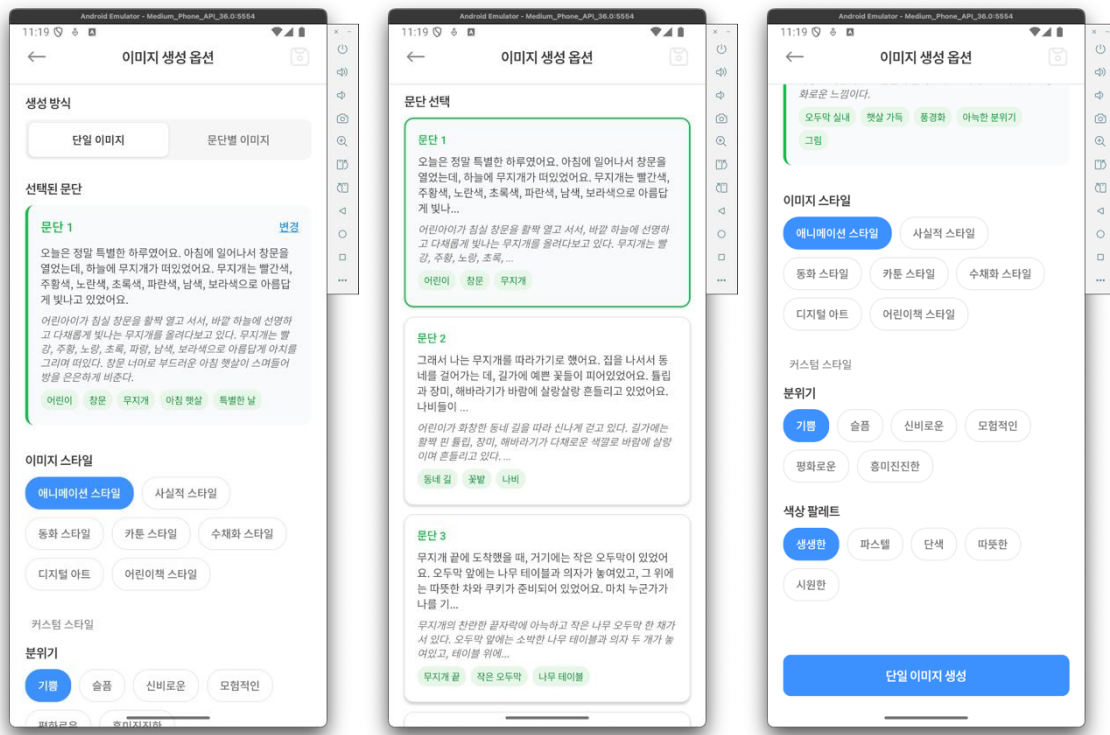 Android Emulator - Medium_Phone_API_36.0:5554
11:19
이미지 생성 옵션
생성 방식
단일 이미지
문단별 이미지
선택된 문단
문단 1
변경
오늘은 정말 특별한 하루였어요. 아침에 일어나서 창문을
열었는데, 하늘에 무지개가 떠있었어요. 무지개는 빨간색,
주황색, 노란색, 초록색, 파란색, 남색, 보라색으로 아름답
게 빛나고 있었어요.
어린아이가 침실 창문을 활짝 열고 서서, 바깥 하늘에 선명하
고 다채롭게 빛나는 무지개를 올려다보고 있다. 무지개는 빨
강, 주황, 노랑, 초록, 파랑, 남색, 보라색으로 아름답게 아치를
그리며 떠있다. 창문 너머로 부드러운 아침 햇살이 스며들어
방을 은은하게 비춘다.
어린이 창문 무지개 아침 햇살 특별한 날
이미지 스타일
애니메이션 스타일 사실적 스타일
동화 스타일 카툰 스타일 수채화 스타일
디지털 아트 어린이책 스타일
커스텀 스타일
분위기
기쁨 슬픔 신비로운 모험적인
평화로운 흥미진진한
Android Emulator - Medium_Phone_API_36.0:5554
11:19
이미지 생성 옵션
문단 선택
문단 1
오늘은 정말 특별한 하루였어요. 아침에 일어나서 창문을
열었는데, 하늘에 무지개가 떠있었어요. 무지개는 빨간색,
주황색, 노란색, 초록색, 파란색, 남색, 보라색으로 아름답
게 빛나...
어린아이가 침실 창문을 활짝 열고 서서, 바깥 하늘에 선명하
고 다채롭게 빛나는 무지개를 올려다보고 있다. 무지개는 빨
강, 주황, 노랑, 초록, ...
어린이 창문 무지개
문단 2
그래서 나는 무지개를 따라가기로 했어요. 집을 나서서 동
네를 걸어가는 데, 길가에 예쁜 꽃들이 피어있었어요. 튤립
과 장미, 해바라기가 바람에 살랑살랑 흔들리고 있었어요.
나비들이 ...
어린이가 화창한 동네 길을 따라 신나게 걷고 있다. 길가에는
활짝 핀 튤립, 장미, 해바라기가 다채로운 색깔로 바람에 살랑
이며 흔들리고 있다. ...
동네 길 꽃밭 나비
문단 3
무지개 끝에 도착했을 때, 거기에는 작은 오두막이 있었어
요. 오두막 앞에는 나무 테이블과 의자가 놓여있고, 그 위에
는 따뜻한 차와 쿠키가 준비되어 있었어요. 마치 누군가가
나를 기...
무지개의 찬란한 끝자락에 아늑하고 작은 나무 오두막 한 채가
서 있다. 오두막 앞에는 소박한 나무 테이블과 의자 두 개가 놓
여있고, 테이블 위에...
무지개 끝 작은 오두막 나무 테이블
Android Emulator - Medium_Phone_API_36.0:5554
11:19
이미지 생성 옵션
화로운 느낌이다.
오두막 실내 햇살 가득 풍경화 아늑한 분위기
그림
이미지 스타일
애니메이션 스타일 사실적 스타일
동화 스타일 카툰 스타일 수채화 스타일
디지털 아트 어린이책 스타일
커스텀 스타일
분위기
기쁨 슬픔 신비로운 모험적인
평화로운 흥미진진한
색상 팔레트
생생한 파스텔 단색 따뜻한
시원한
단일 이미지 생성